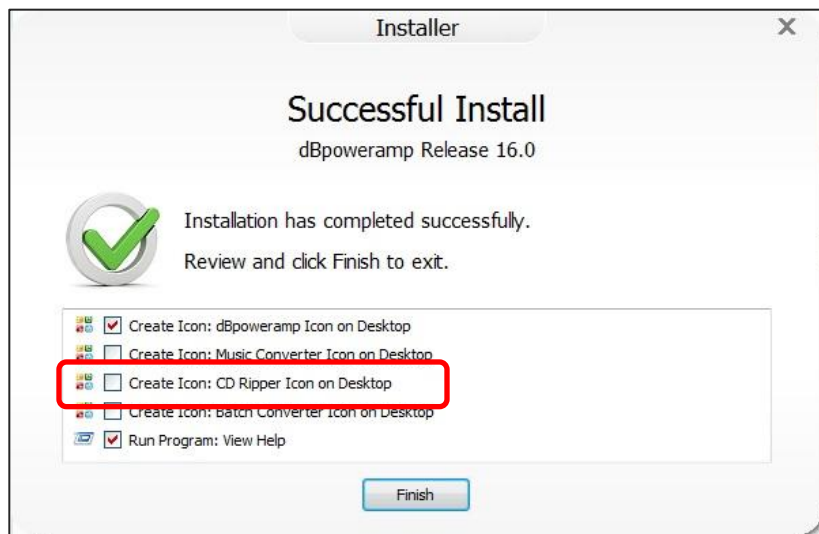 Installer
Successful Install
dBpoweramp Release 16.0
Installation has completed successfully.
Review and click Finish to exit.
Create Icon: dBpoweramp Icon on Desktop
Create Icon: Music Converter Icon on Desktop
Create Icon: CD Ripper Icon on Desktop
Create Icon: Batch Converter Icon on Desktop
Run Program: View Help
Finish